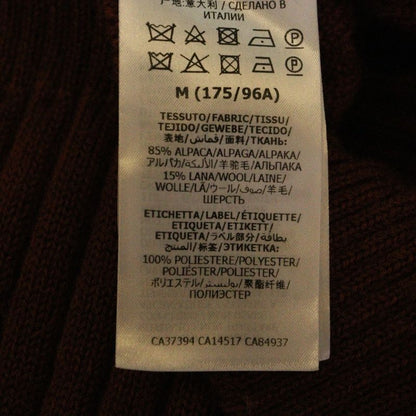 产地:意大利 / СДЕЛАНО В
ИТАЛИИ
M (175/96A)
TESSUTO/FABRIC/TISSU/
TEJIDO/GEWEBE/TECIDO/
表地/قماش/面料/ТКАНЬ:
85% ALPACA/ALPAGA/ALPAKA/
アルパカ/الألبكة/羊驼毛/АЛЬПАКА
15% LANA/WOOL/LAINE/
WOLLE/LÃ/ウール/صوف/羊毛/
ШЕРСТЬ
ETICHETTA/LABEL/ÉTIQUETTE/
ETIQUETA/ETIKETT/
ETIQUETA/ラベル部分/بطاقة/
标签/ЭТИКЕТКА:
100% POLIESTERE/POLYESTER/
POLIÉSTER/POLYESTER/
ポリエステル/بوليستر/聚酯纤维/
ПОЛИЭСТЕР
CA37394 CA14517 CA84937